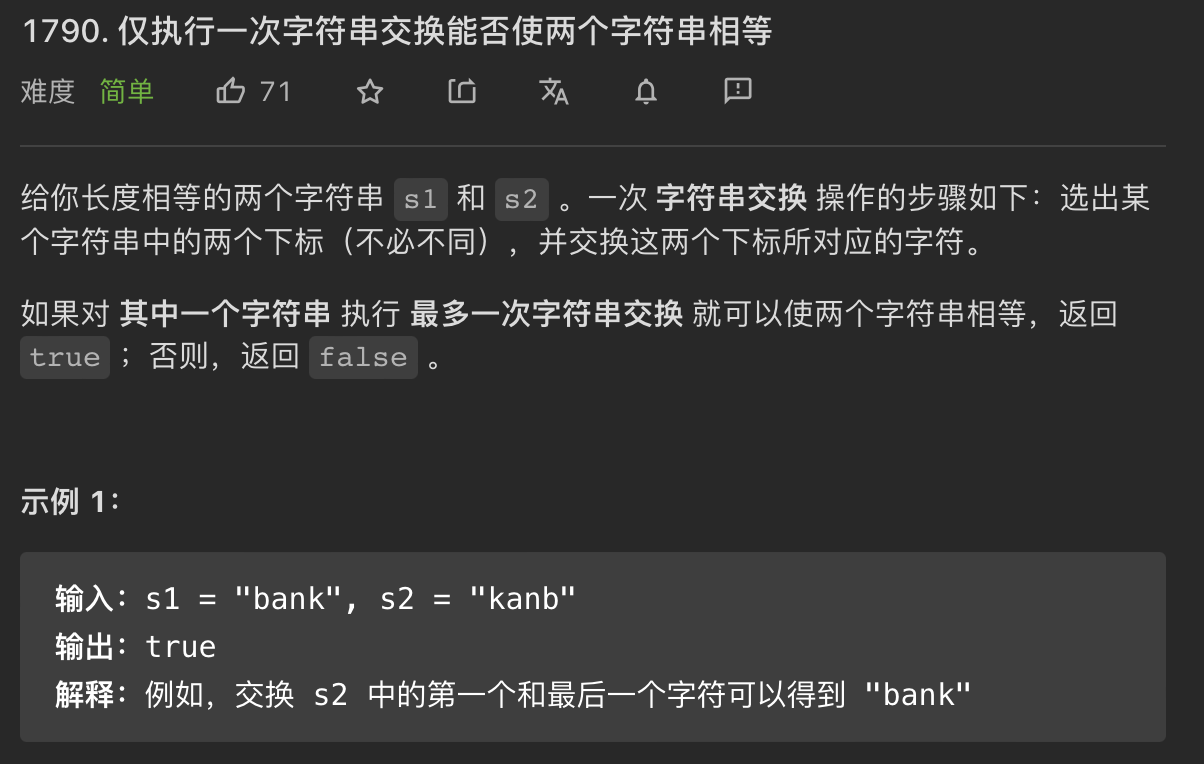 1790. 仅执行一次字符串交换能否使两个字符串相等
难度 简单 71
给你长度相等的两个字符串 s1 和 s2 。一次 字符串交换 操作的步骤如下：选出某
个字符串中的两个下标（不必不同），并交换这两个下标所对应的字符。
如果对 其中一个字符串 执行 最多一次字符串交换 就可以使两个字符串相等，返回
true ；否则，返回 false 。
示例 1：
输入：s1 = "bank", s2 = "kanb"
输出：true
解释：例如，交换 s2 中的第一个和最后一个字符可以得到 "bank"